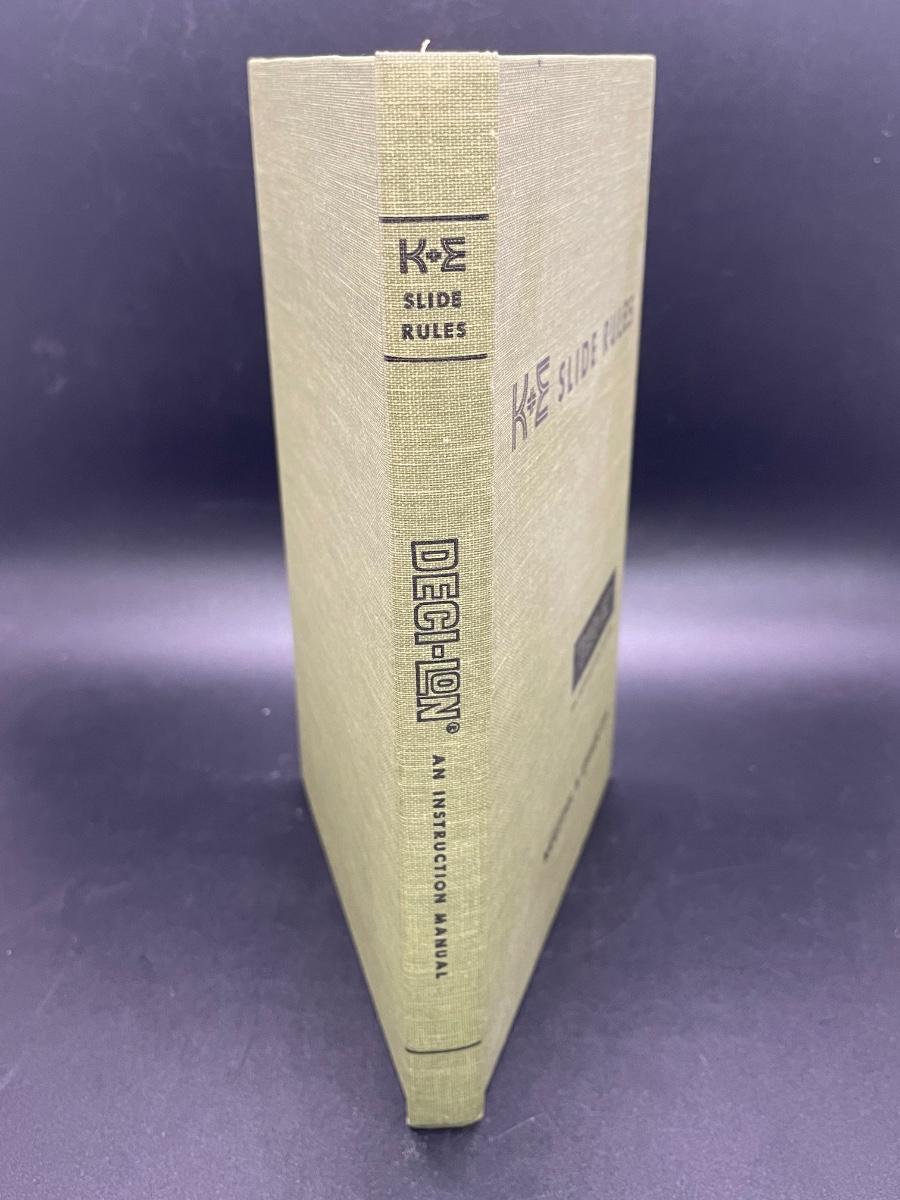 K+E
SLIDE
RULES
DECI-LON®
AN INSTRUCTION MANUAL
K+E SLIDE RULES